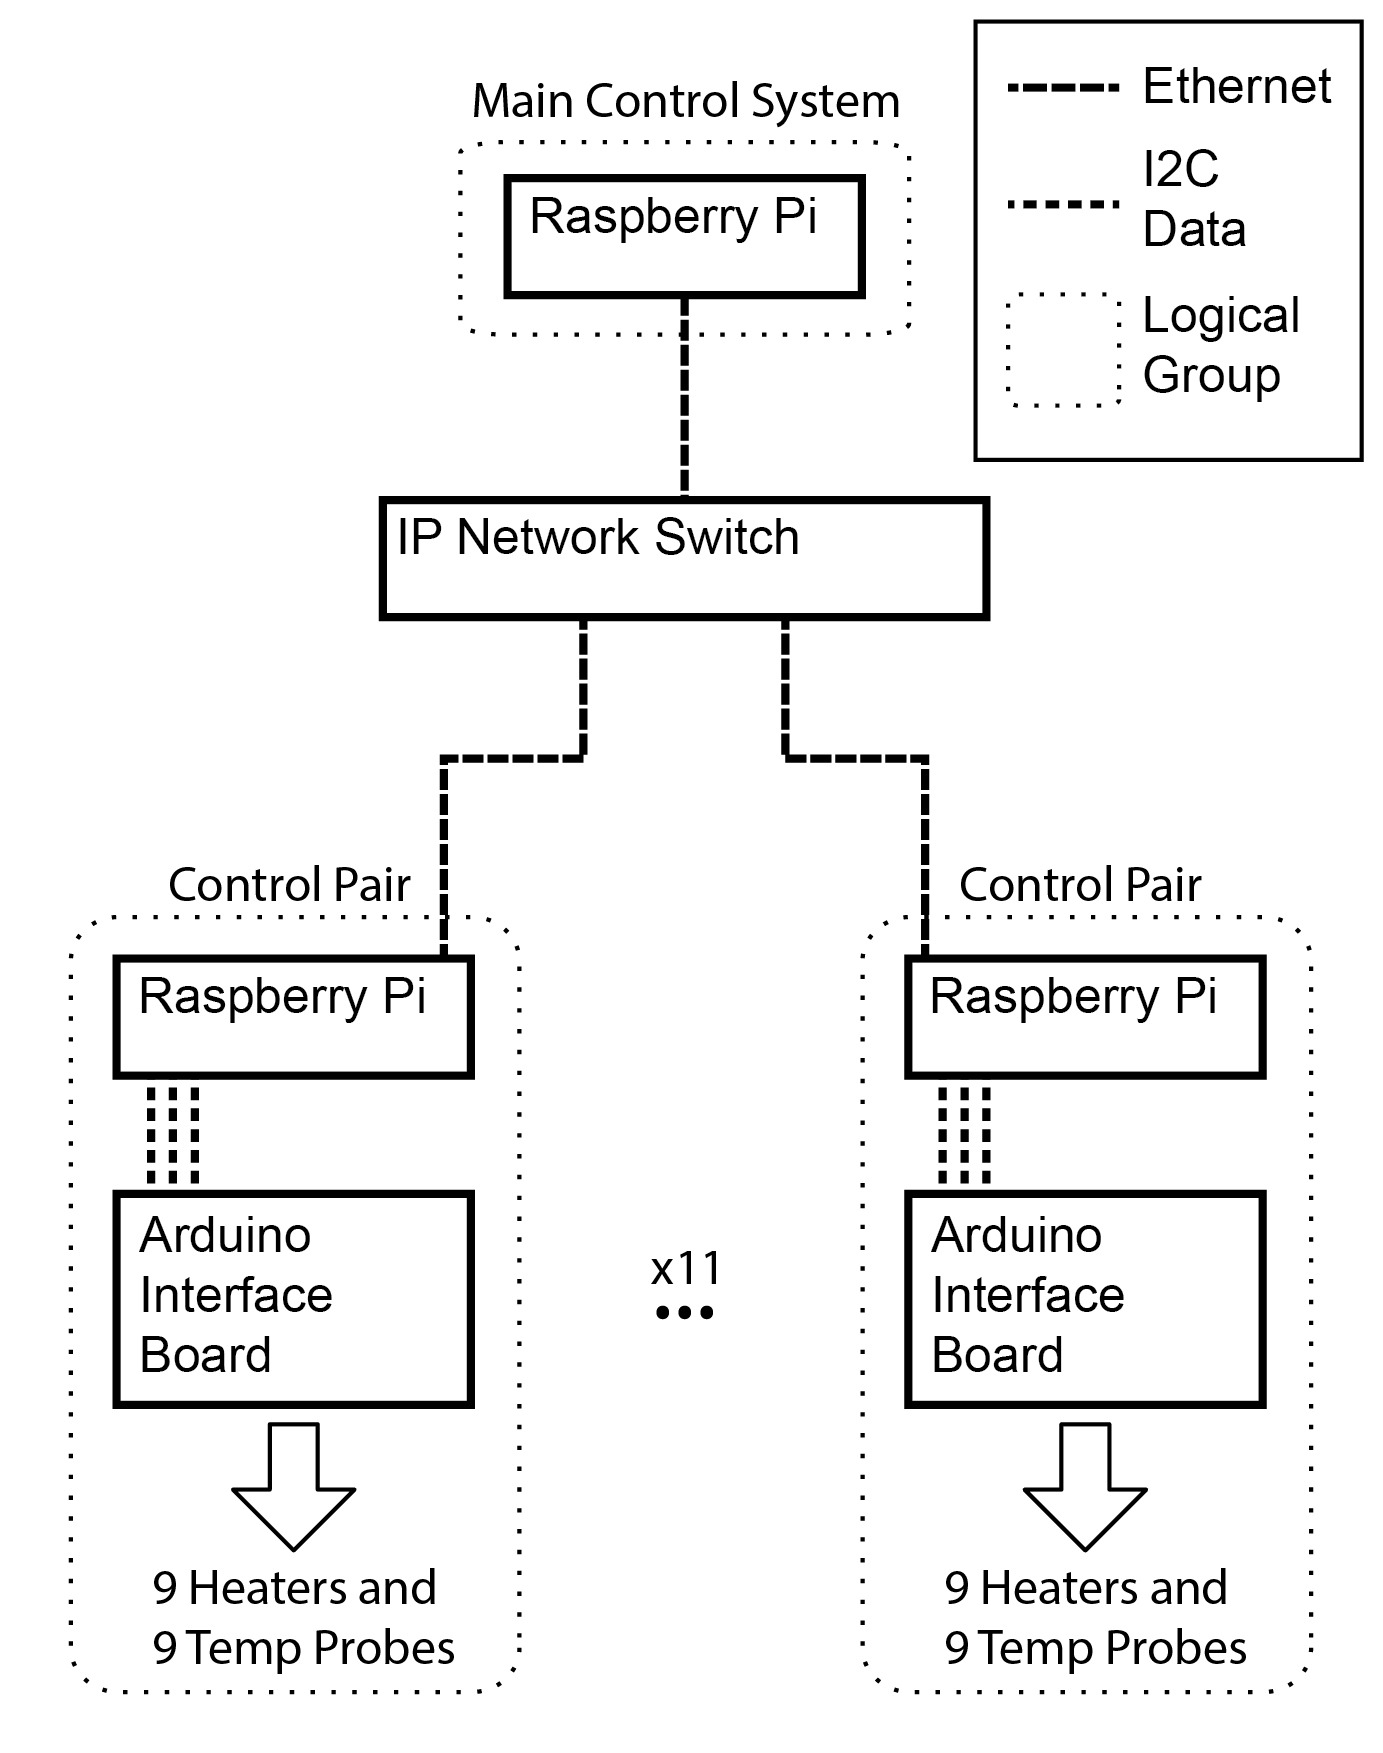 Main Control System
Raspberry Pi
Ethernet
I2C
Data
Logical
Group
IP Network Switch
Control Pair
Raspberry Pi
Arduino
Interface
Board
9 Heaters and
9 Temp Probes
x11
Control Pair
Raspberry Pi
Arduino
Interface
Board
9 Heaters and
9 Temp Probes